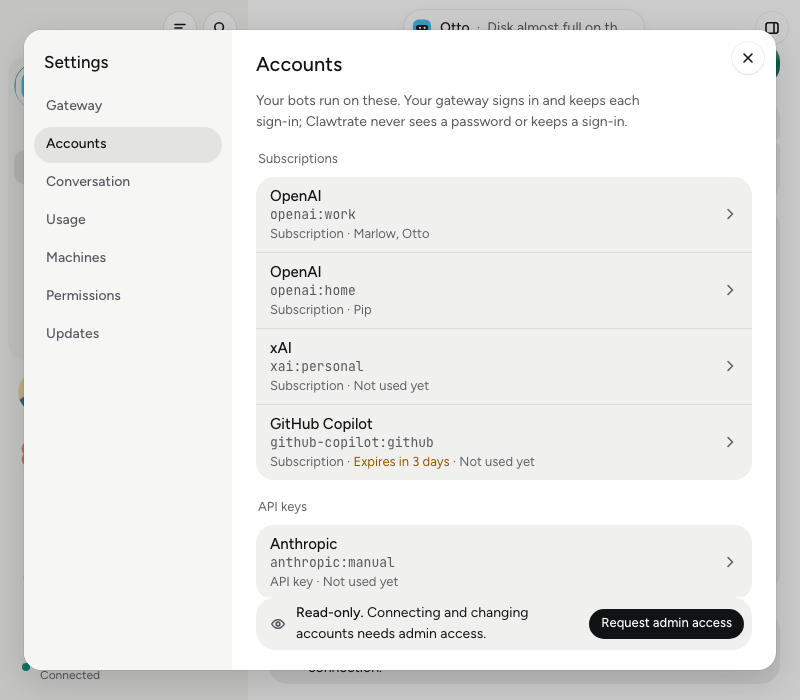 Otto · Disk almost full on th
Settings
Gateway
Accounts
Conversation
Usage
Machines
Permissions
Updates
Accounts
Your bots run on these. Your gateway signs in and keeps each
sign-in; Clawtrate never sees a password or keeps a sign-in.
Subscriptions
OpenAI
openai:work
Subscription · Marlow, Otto
OpenAI
openai:home
Subscription · Pip
xAI
xai:personal
Subscription · Not used yet
GitHub Copilot
github-copilot:github
Subscription · Expires in 3 days · Not used yet
API keys
Anthropic
anthropic:manual
API key · Not used yet
Read-only. Connecting and changing
accounts needs admin access.
Request admin access
Connected
connection.